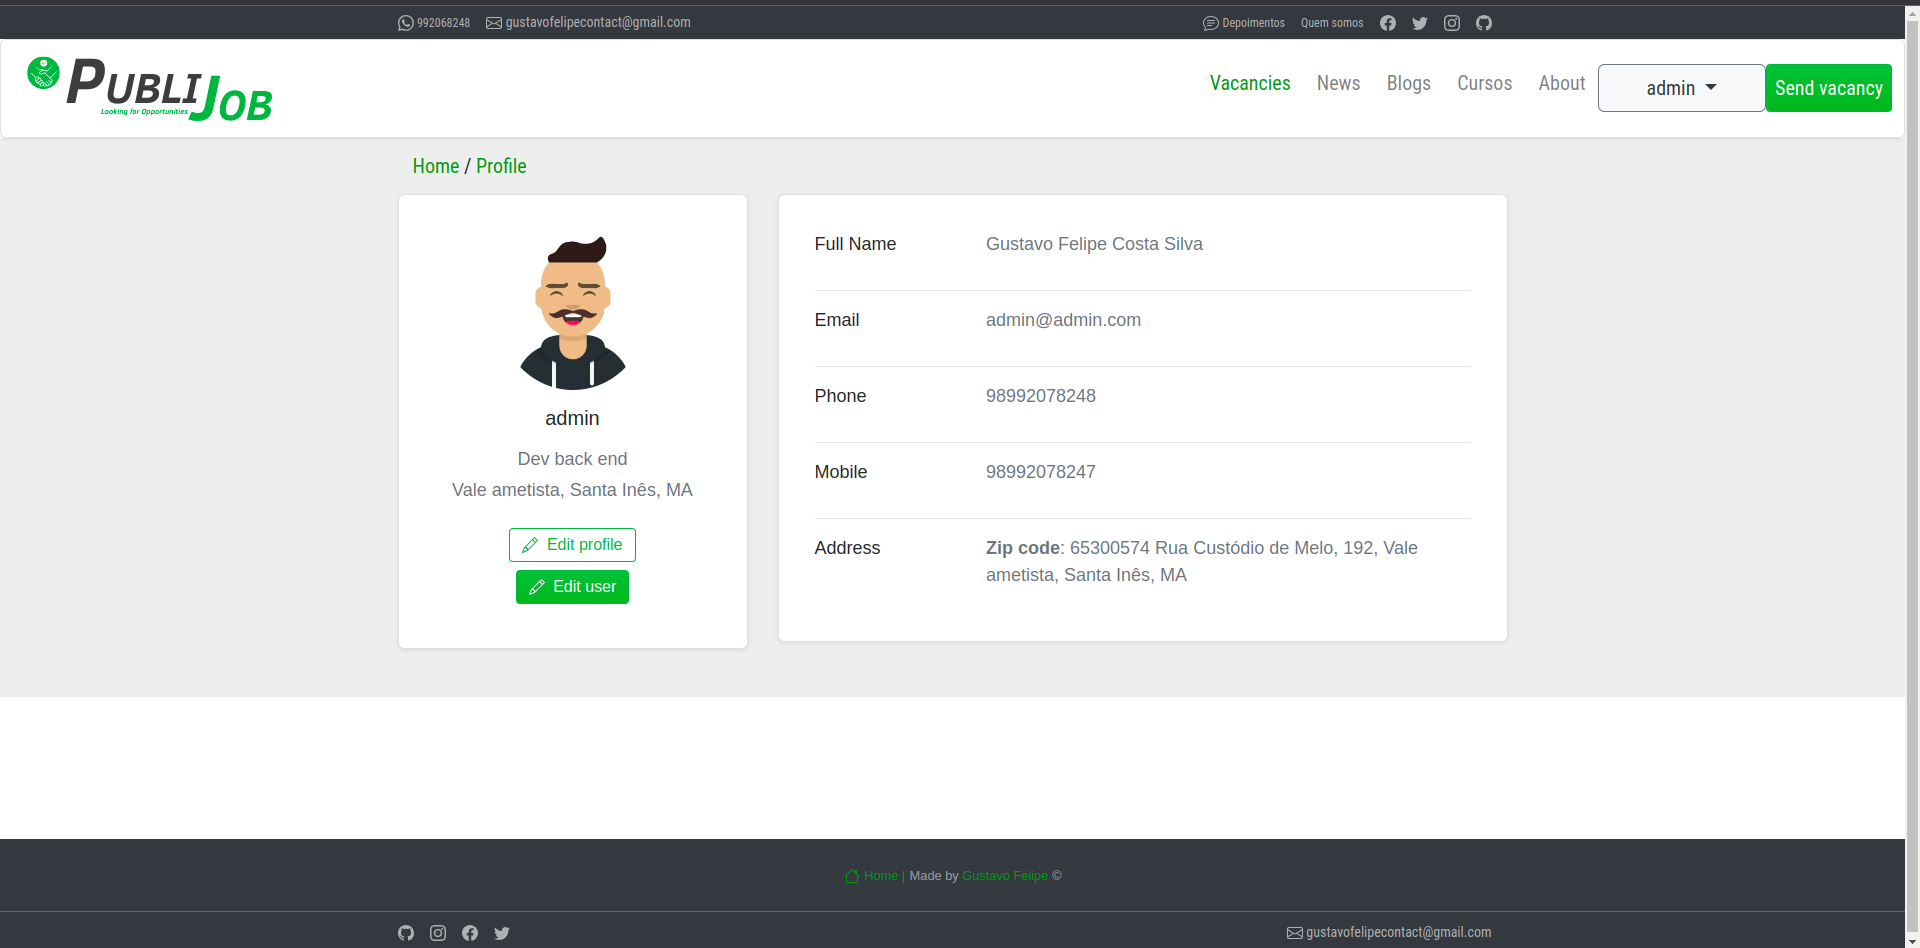 992068248 gustavofelipecontact@gmail.com Depoimentos Quem somos
PUBLIJOB
Looking for Opportunities
Vacancies News Blogs Cursos About admin Send vacancy
Home / Profile
admin
Dev back end
Vale ametista, Santa Inês, MA
Edit profile
Edit user
Full Name Gustavo Felipe Costa Silva
Email admin@admin.com
Phone 98992078248
Mobile 98992078247
Address Zip code: 65300574 Rua Custódio de Melo, 192, Vale
ametista, Santa Inês, MA
Home | Made by Gustavo Felipe ©
gustavofelipecontact@gmail.com